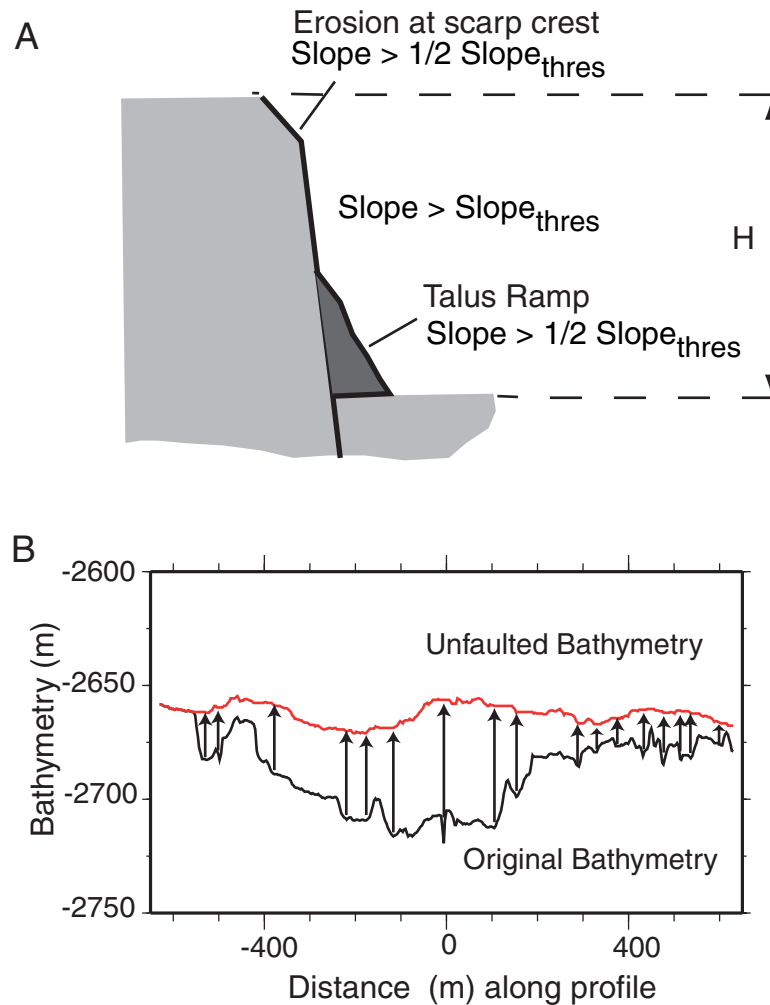 A
Erosion at scarp crest
Slope > 1/2 Slope_thres
Slope > Slope_thres
H
Talus Ramp
Slope > 1/2 Slope_thres
B
-2600
-2650
-2700
-2750
Bathymetry (m)
Unfaulted Bathymetry
Original Bathymetry
-400
0
400
Distance (m) along profile